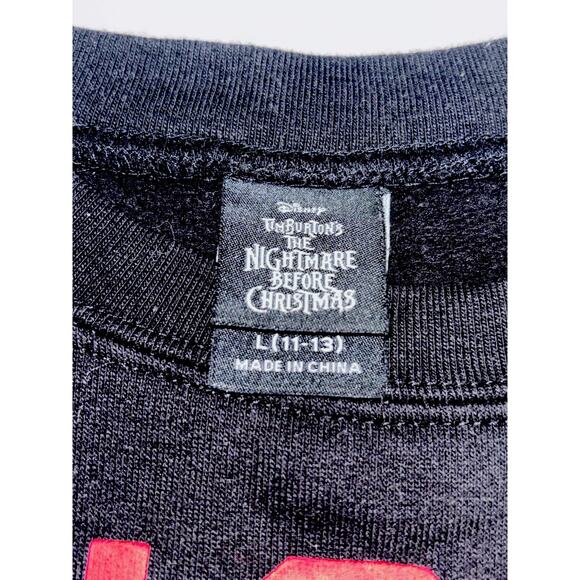 Disney
Tim Burton's
THE
NIGHTMARE
BEFORE
CHRISTMAS
L (11-13)
MADE IN CHINA